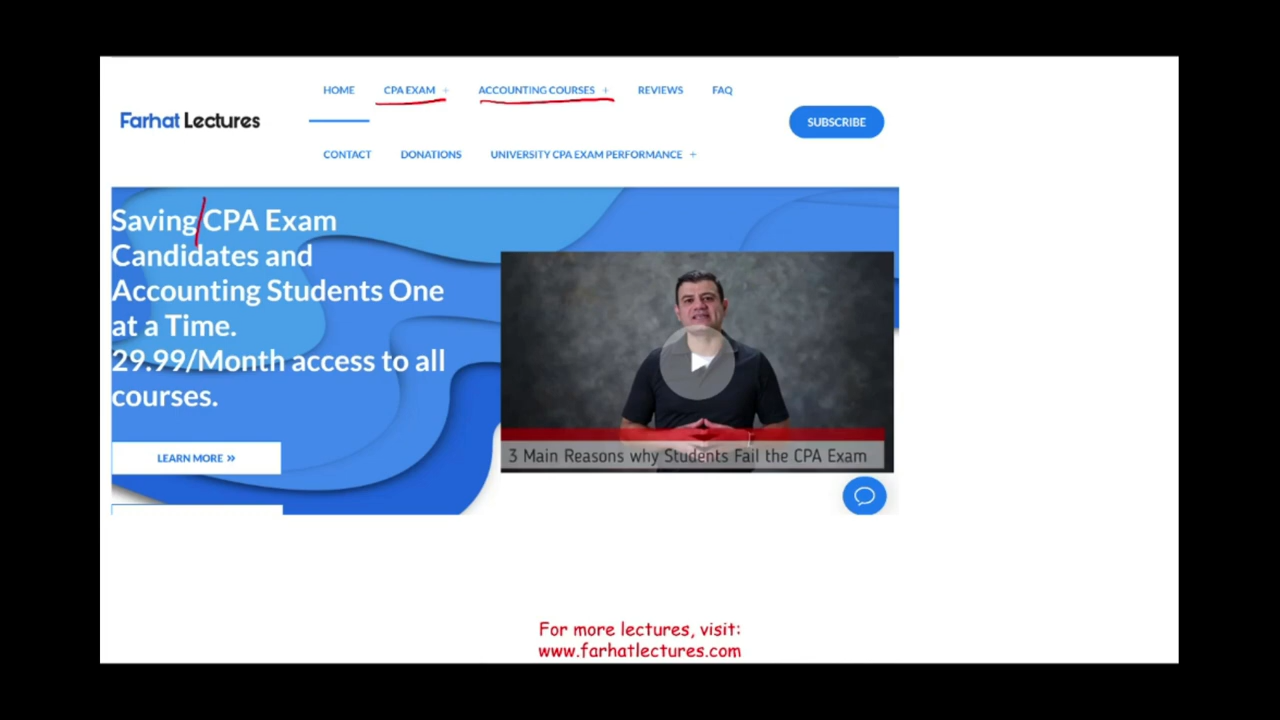 HOME
CPA EXAM +
ACCOUNTING COURSES +
REVIEWS
FAQ
Farhat Lectures
SUBSCRIBE
CONTACT
DONATIONS
UNIVERSITY CPA EXAM PERFORMANCE +
Saving CPA Exam
Candidates and
Accounting Students One
at a Time.
29.99/Month access to all
courses.
LEARN MORE »
3 Main Reasons why Students Fail the CPA Exam
For more lectures, visit:
www.farhatlectures.com